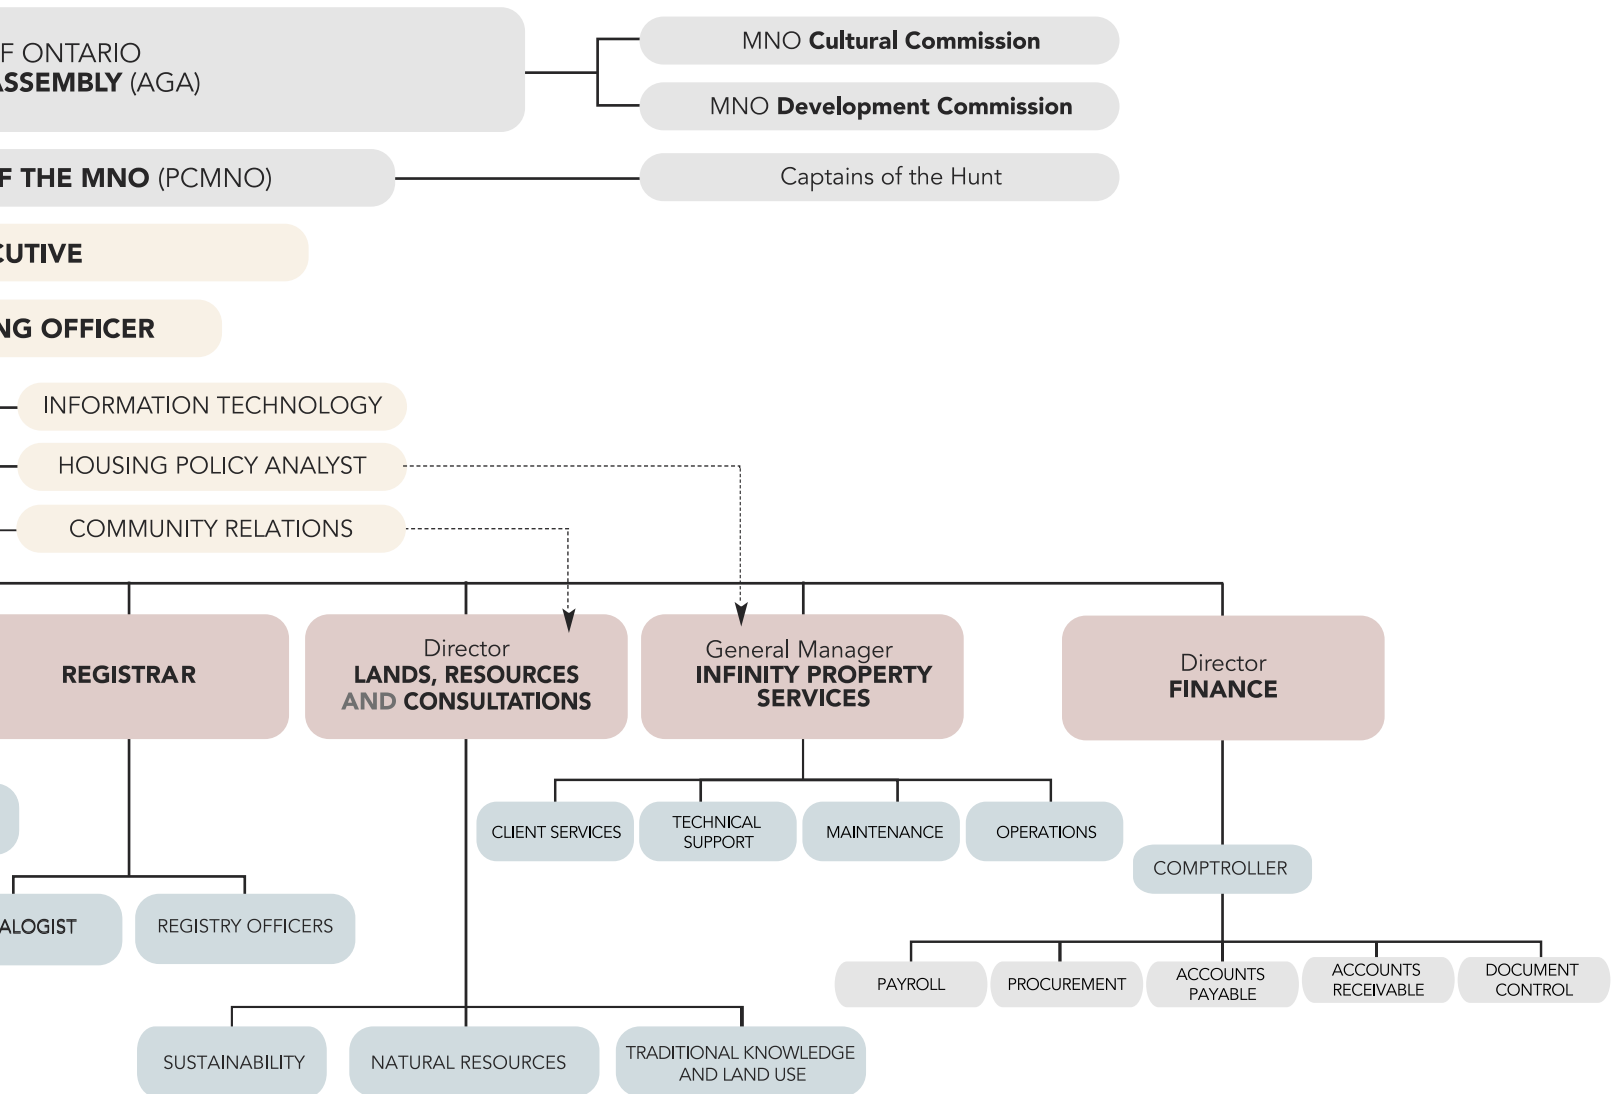 F ONTARIO
ASSEMBLY (AGA)
MNO Cultural Commission
MNO Development Commission
F THE MNO (PCMNO)
Captains of the Hunt
CUTIVE
NG OFFICER
INFORMATION TECHNOLOGY
HOUSING POLICY ANALYST
COMMUNITY RELATIONS
REGISTRAR
Director
LANDS, RESOURCES
AND CONSULTATIONS
General Manager
INFINITY PROPERTY
SERVICES
Director
FINANCE
CLIENT SERVICES
TECHNICAL
SUPPORT
MAINTENANCE
OPERATIONS
COMPTROLLER
ALOGIST
REGISTRY OFFICERS
PAYROLL
PROCUREMENT
ACCOUNTS
PAYABLE
ACCOUNTS
RECEIVABLE
DOCUMENT
CONTROL
SUSTAINABILITY
NATURAL RESOURCES
TRADITIONAL KNOWLEDGE
AND LAND USE